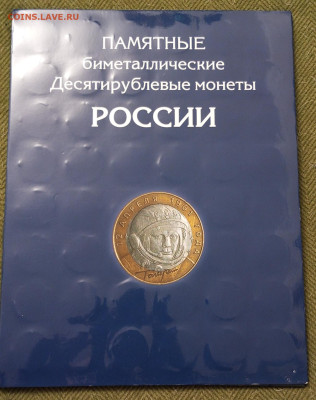 COINS.LAVE.RU
ПАМЯТНЫЕ
биметаллические
Десятирублевые монеты
РОССИИ